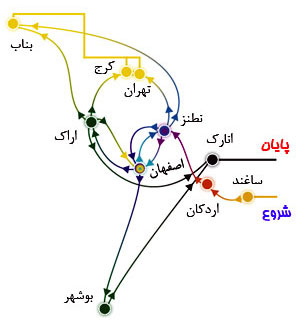 بناب
کرج
تهران
نطنز
اراک
انارک
پایان
اصفهان
ساغند
اردکان
شروع
بوشهر